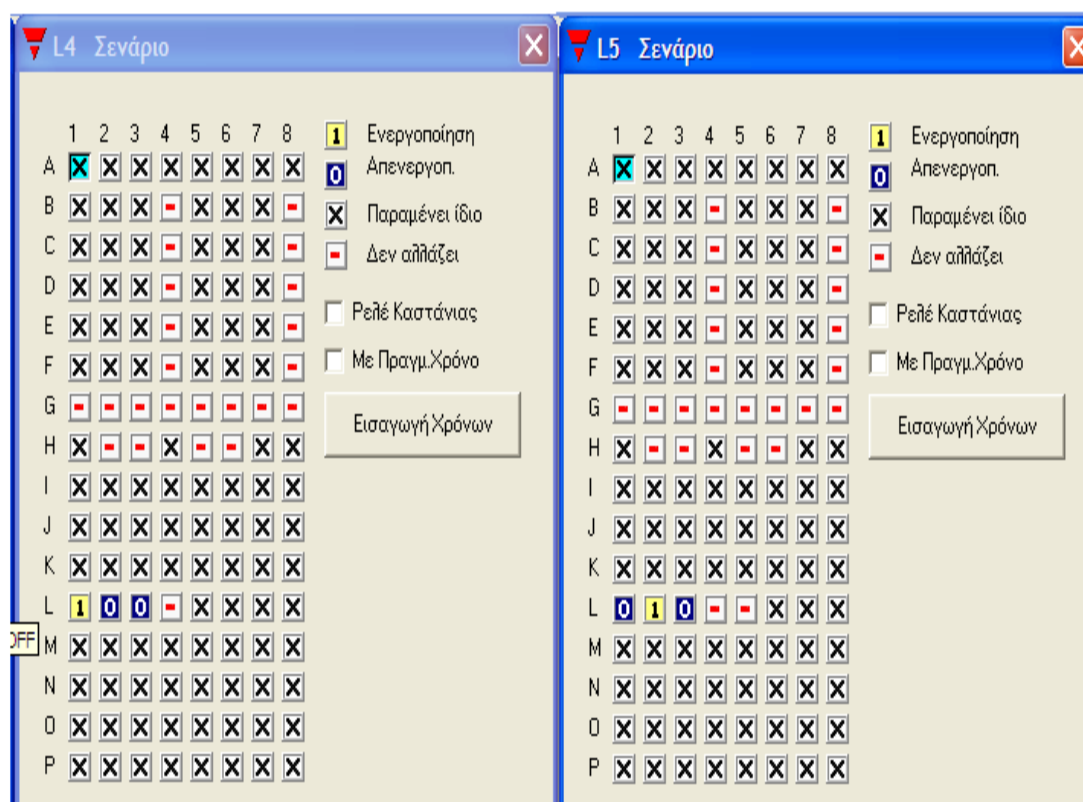 L4 Σενάριο
1 2 3 4 5 6 7 8
1 Ενεργοποίηση
A X X X X X X X X
0 Απενεργοπ.
B X X X - X X X -
X Παραμένει ίδιο
C X X X - X X X -
- Δεν αλλάζει
D X X X - X X X -
E X X X - X X X -
Ρελέ Καστάνιας
F X X X - X X X -
Με Πραγμ.Χρόνο
G - - - - - - - -
Εισαγωγή Χρόνων
H X - - X - - X X
I X X X X X X X X
J X X X X X X X X
K X X X X X X X X
L 1 0 0 - X X X X
OFF
M X X X X X X X X
N X X X X X X X X
O X X X X X X X X
P X X X X X X X X
L5 Σενάριο
1 2 3 4 5 6 7 8
1 Ενεργοποίηση
A X X X X X X X X
0 Απενεργοπ.
B X X X - X X X -
X Παραμένει ίδιο
C X X X - X X X -
- Δεν αλλάζει
D X X X - X X X -
E X X X - X X X -
Ρελέ Καστάνιας
F X X X - X X X -
Με Πραγμ.Χρόνο
G - - - - - - - -
Εισαγωγή Χρόνων
H X - - X - - X X
I X X X X X X X X
J X X X X X X X X
K X X X X X X X X
L 0 1 0 - - X X X
M X X X X X X X X
N X X X X X X X X
O X X X X X X X X
P X X X X X X X X